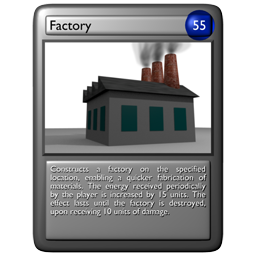 Factory
55
Constructs a factory on the specified
location, enabling a quicker fabrication of
materials. The energy received periodically
by the player is increased by 15 units. The
effect lasts until the factory is destroyed,
upon receiving 10 units of damage.